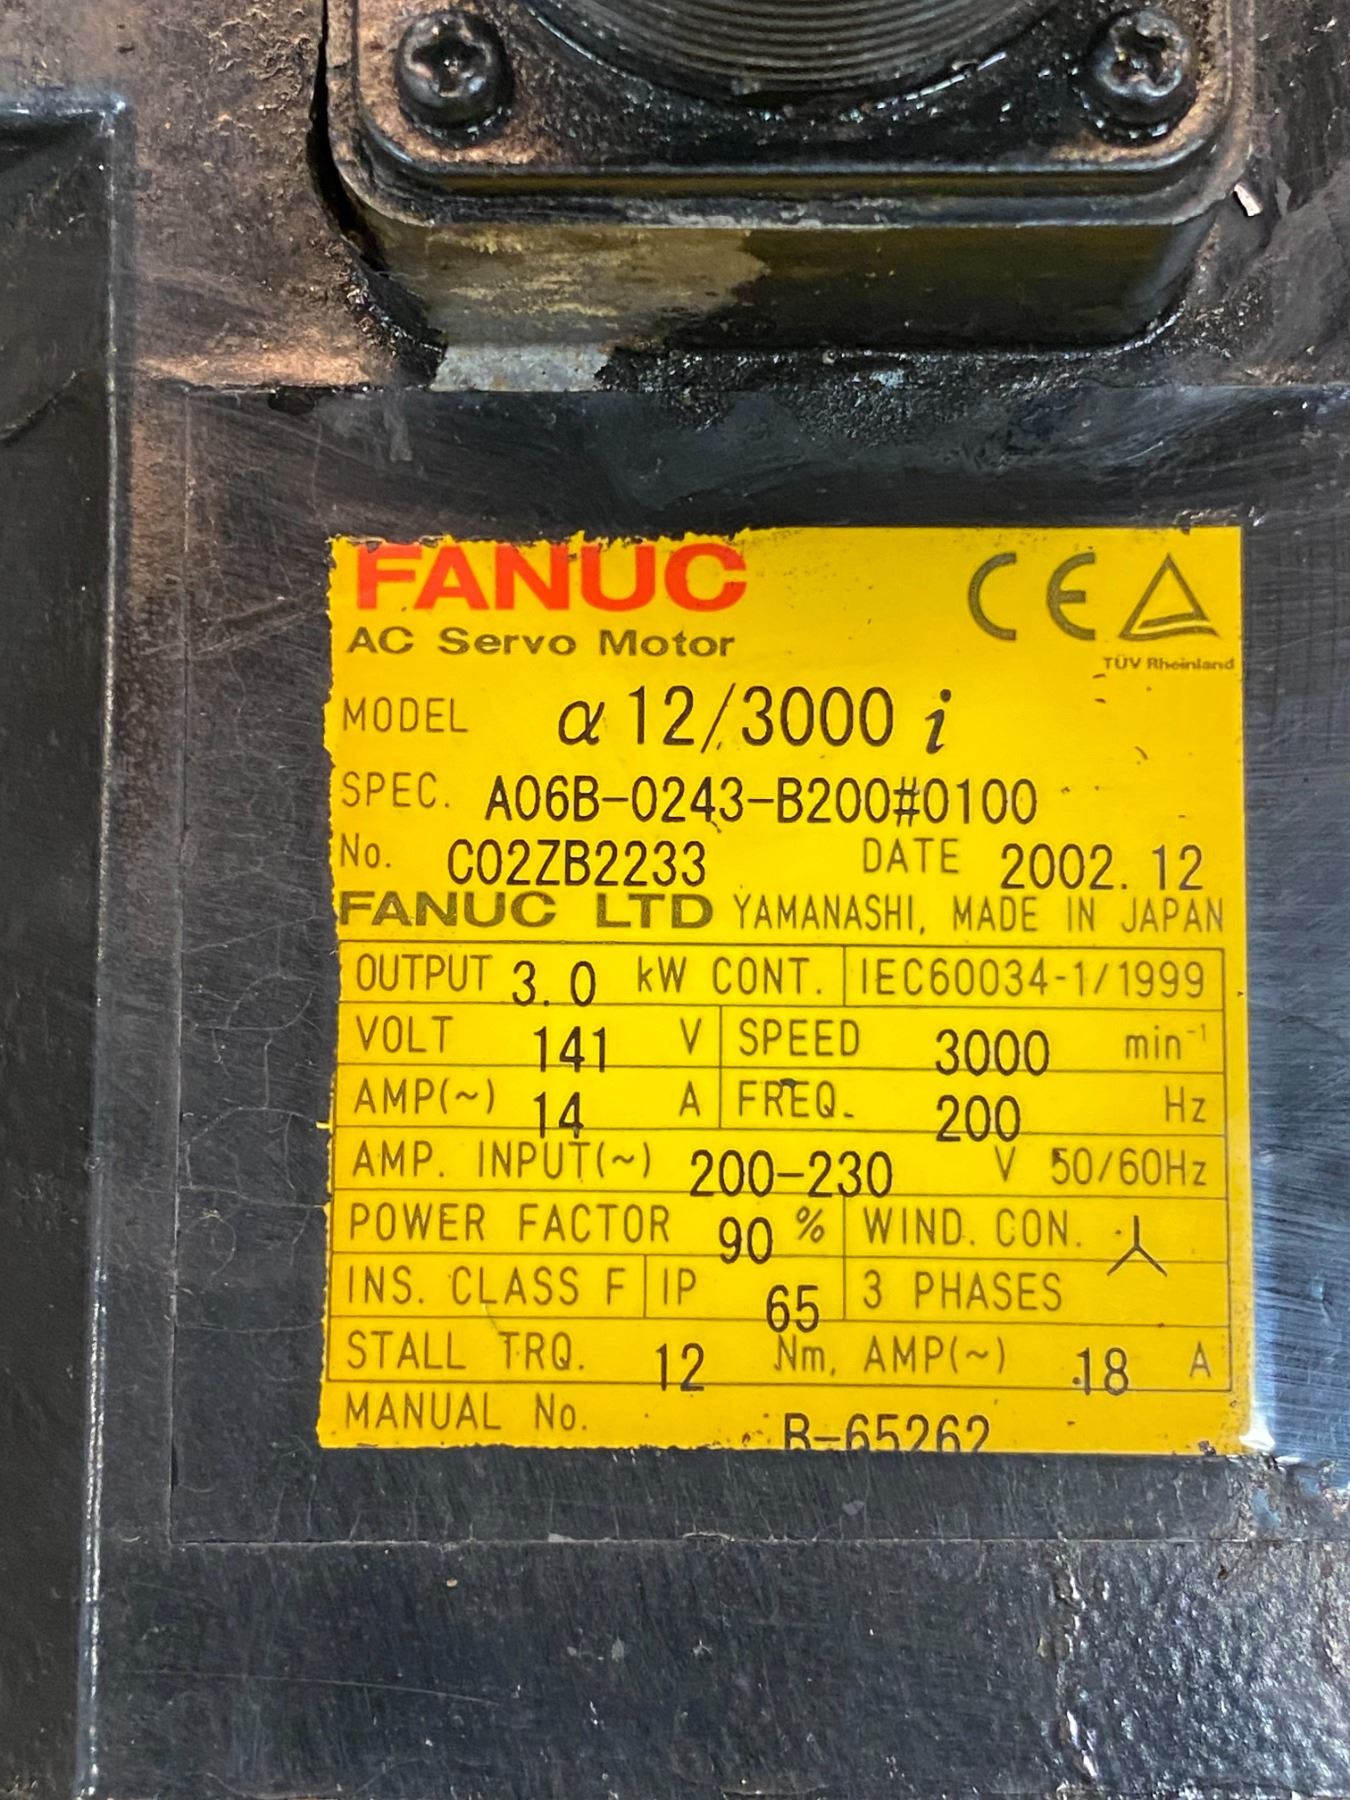 FANUC
CE
AC Servo Motor
TÜV Rheinland
MODEL α 12/3000 i
SPEC. A06B-0243-B200#0100
No. C02ZB2233 DATE 2002. 12
FANUC LTD YAMANASHI, MADE IN JAPAN
OUTPUT 3.0 kW CONT. IEC60034-1/1999
VOLT 141 V SPEED 3000 min⁻¹
AMP(~) 14 A FREQ. 200 Hz
AMP. INPUT(~) 200-230 V 50/60Hz
POWER FACTOR 90 % WIND. CON.
INS. CLASS F IP 65 3 PHASES
STALL TRQ. 12 Nm, AMP(~) 18 A
MANUAL No. B-65262